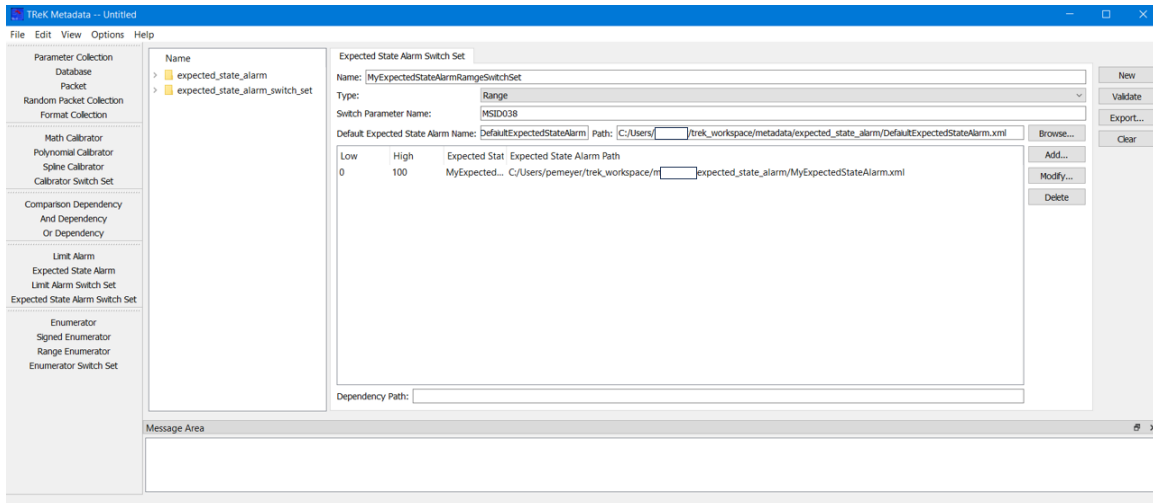 TReK Metadata -- Untitled
File Edit View Options Help
Parameter Collection
Database
Packet
Random Packet Collection
Format Collection
Math Calibrator
Polynomial Calibrator
Spline Calibrator
Calibrator Switch Set
Comparison Dependency
And Dependency
Or Dependency
Limit Alarm
Expected State Alarm
Limit Alarm Switch Set
Expected State Alarm Switch Set
Enumerator
Signed Enumerator
Range Enumerator
Enumerator Switch Set
Name
expected_state_alarm
expected_state_alarm_switch_set
Expected State Alarm Switch Set
Name: MyExpectedStateAlarmRamgeSwitchSet
Type: Range
Switch Parameter Name: MSID038
Default Expected State Alarm Name: DefaultExpectedStateAlarm Path: C:/Users/ /trek_workspace/metadata/expected_state_alarm/DefaultExpectedStateAlarm.xml Browse...
Low High Expected Stat Expected State Alarm Path
0 100 MyExpected... C:/Users/pemeyer/trek_workspace/m expected_state_alarm/MyExpectedStateAlarm.xml
Add...
Modify...
Delete
Dependency Path:
New
Validate
Export...
Clear
Message Area